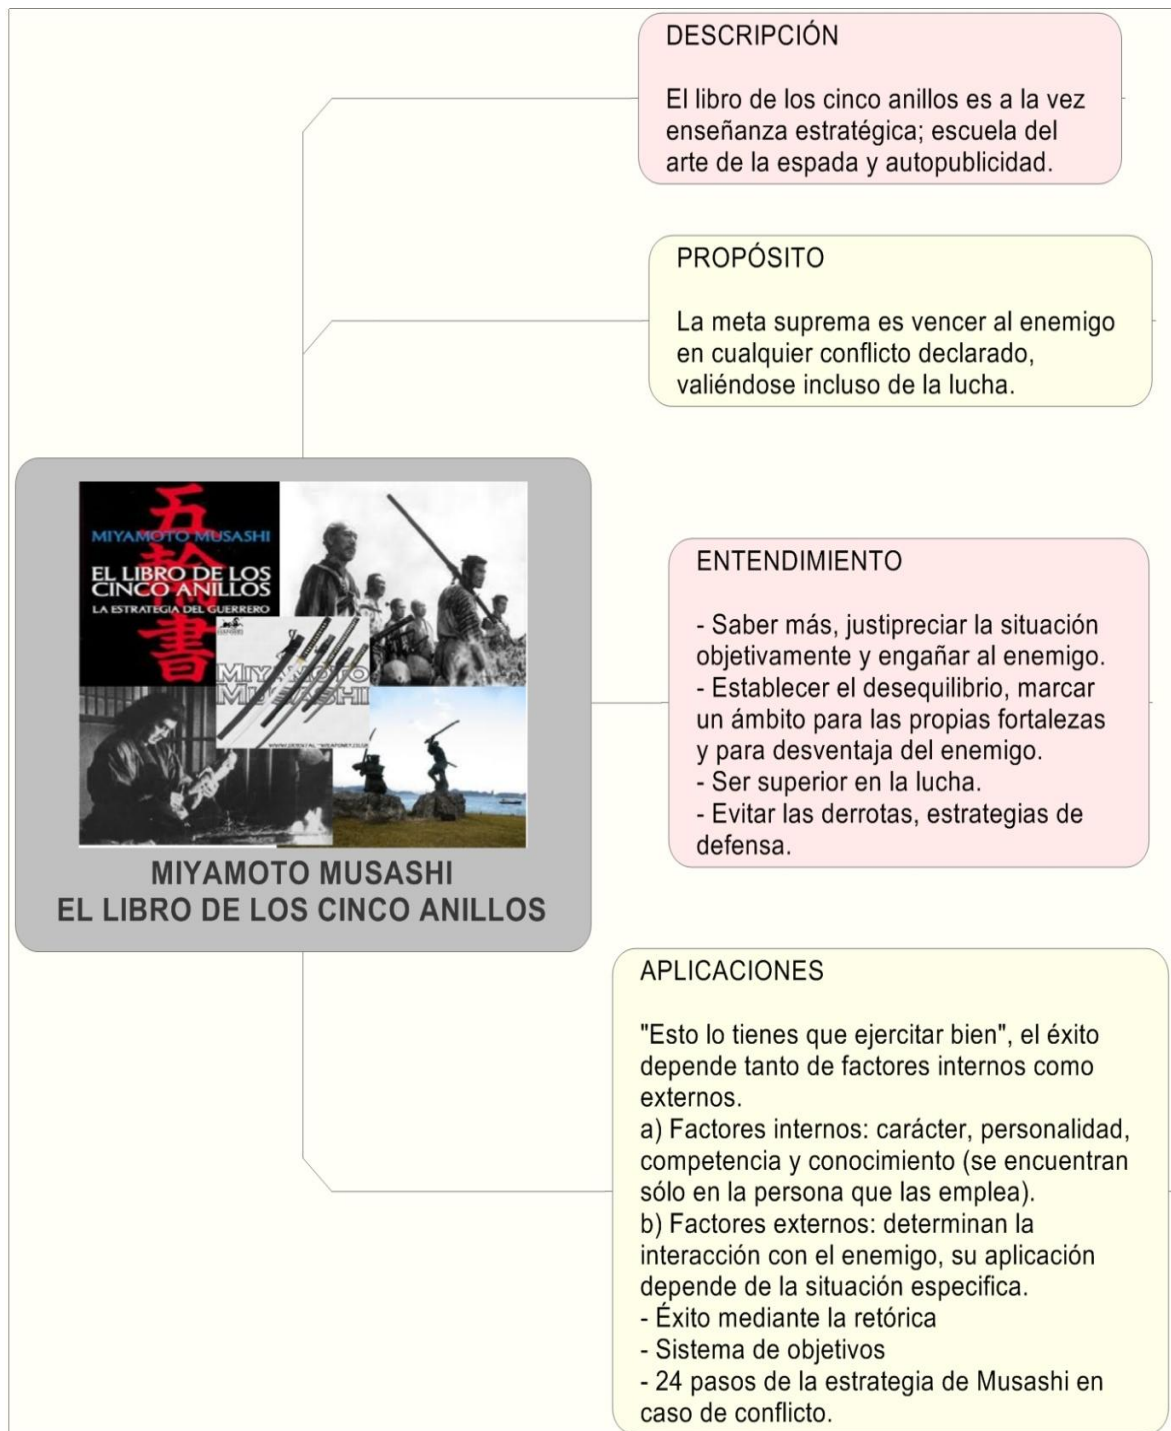 DESCRIPCIÓN
El libro de los cinco anillos es a la vez
enseñanza estratégica; escuela del
arte de la espada y autopublicidad.
PROPÓSITO
La meta suprema es vencer al enemigo
en cualquier conflicto declarado,
valiéndose incluso de la lucha.
五
輪
書
MIYAMOTO MUSASHI
EL LIBRO DE LOS
CINCO ANILLOS
LA ESTRATEGIA DEL GUERRERO
MIYAMOTO
MUSASHI
MIYAMOTO MUSASHI
EL LIBRO DE LOS CINCO ANILLOS
ENTENDIMIENTO
- Saber más, justipreciar la situación
objetivamente y engañar al enemigo.
- Establecer el desequilibrio, marcar
un ámbito para las propias fortalezas
y para desventaja del enemigo.
- Ser superior en la lucha.
- Evitar las derrotas, estrategias de
defensa.
APLICACIONES
"Esto lo tienes que ejercitar bien", el éxito
depende tanto de factores internos como
externos.
a) Factores internos: carácter, personalidad,
competencia y conocimiento (se encuentran
sólo en la persona que las emplea).
b) Factores externos: determinan la
interacción con el enemigo, su aplicación
depende de la situación especifica.
- Éxito mediante la retórica
- Sistema de objetivos
- 24 pasos de la estrategia de Musashi en
caso de conflicto.